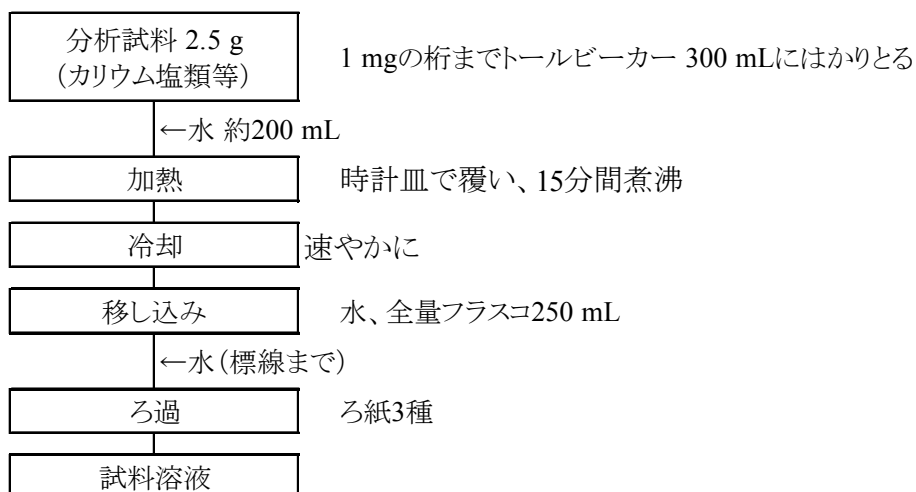 分析試料 2.5 g
（カリウム塩類等）
1 mgの桁までトールビーカー 300 mLにはかりとる
←水 約200 mL
加熱
時計皿で覆い、15分間煮沸
冷却
速やかに
移し込み
水、全量フラスコ250 mL
←水（標線まで）
ろ過
ろ紙3種
試料溶液